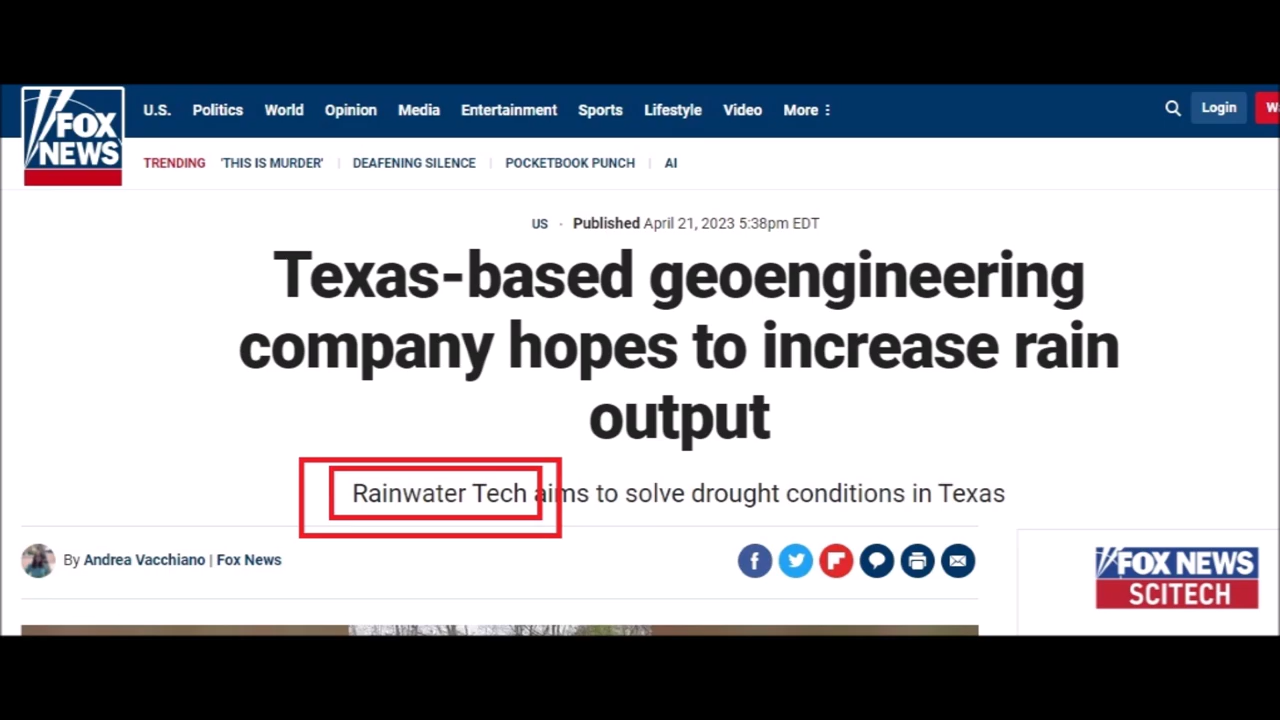 FOX
NEWS
U.S. Politics World Opinion Media Entertainment Sports Lifestyle Video More Login
TRENDING 'THIS IS MURDER' DEAFENING SILENCE POCKETBOOK PUNCH AI
US · Published April 21, 2023 5:38pm EDT
Texas-based geoengineering
company hopes to increase rain
output
Rainwater Tech aims to solve drought conditions in Texas
By Andrea Vacchiano | Fox News
FOX NEWS
SCITECH